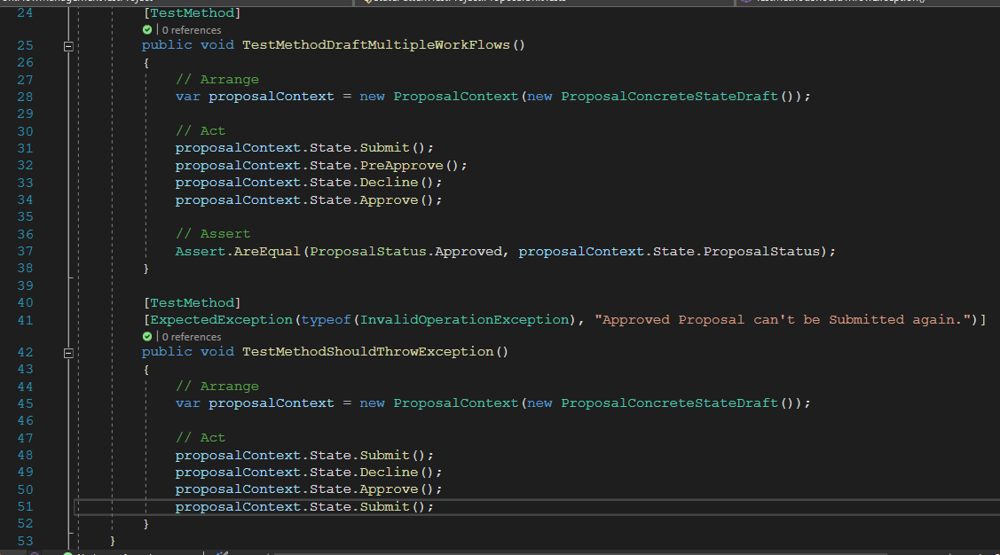 24 [TestMethod]
| 0 references
25 public void TestMethodDraftMultipleWorkFlows()
26 {
27 // Arrange
28 var proposalContext = new ProposalContext(new ProposalConcreteStateDraft());
29
30 // Act
31 proposalContext.State.Submit();
32 proposalContext.State.PreApprove();
33 proposalContext.State.Decline();
34 proposalContext.State.Approve();
35
36 // Assert
37 Assert.AreEqual(ProposalStatus.Approved, proposalContext.State.ProposalStatus);
38 }
39
40 [TestMethod]
41 [ExpectedException(typeof(InvalidOperationException), "Approved Proposal can't be Submitted again.")]
| 0 references
42 public void TestMethodShouldThrowException()
43 {
44 // Arrange
45 var proposalContext = new ProposalContext(new ProposalConcreteStateDraft());
46
47 // Act
48 proposalContext.State.Submit();
49 proposalContext.State.Decline();
50 proposalContext.State.Approve();
51 proposalContext.State.Submit();
52 }
53 }